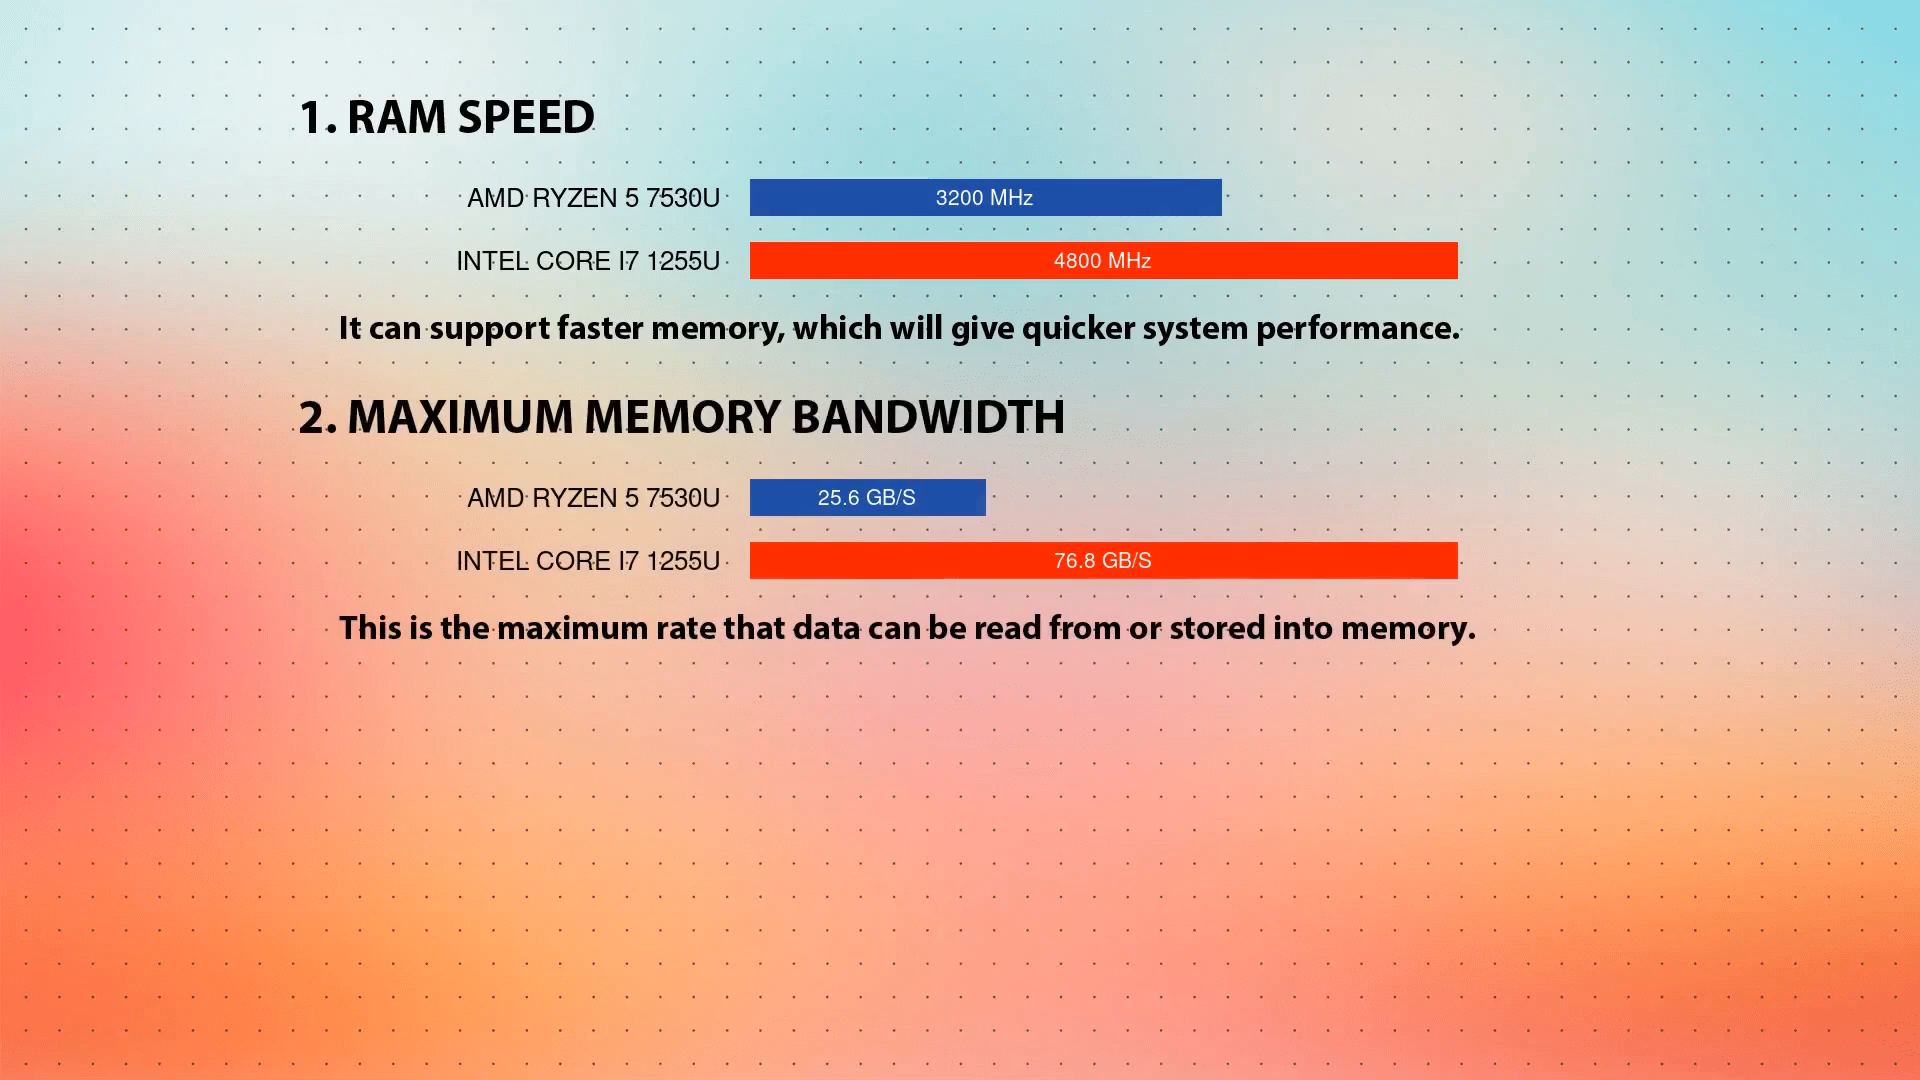 1. RAM SPEED
AMD RYZEN 5 7530U
3200 MHz
INTEL CORE I7 1255U
4800 MHz
It can support faster memory, which will give quicker system performance.
2. MAXIMUM MEMORY BANDWIDTH
AMD RYZEN 5 7530U
25.6 GB/S
INTEL CORE I7 1255U
76.8 GB/S
This is the maximum rate that data can be read from or stored into memory.